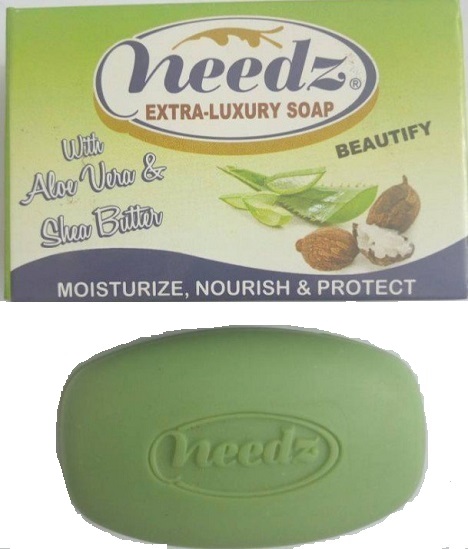 needz®
EXTRA-LUXURY SOAP
BEAUTIFY
With
Aloe Vera &
Shea Butter
MOISTURIZE, NOURISH & PROTECT
needz